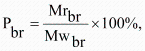 P_br = Mr_br / Mw_br × 100%,